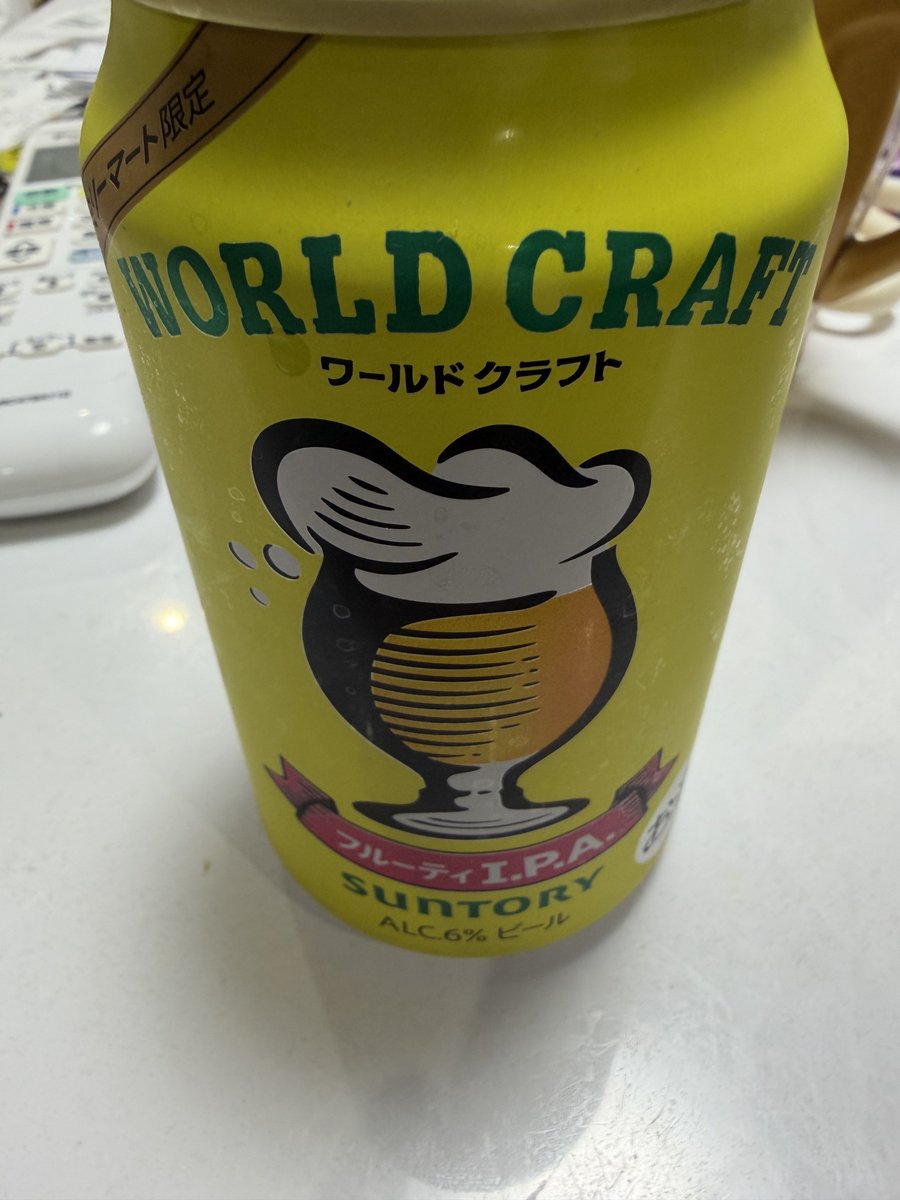 リーマート限定
WORLD CRAFT
ワールドクラフト
フルーティ I.P.A.
SUNTORY
ALC.6% ビール